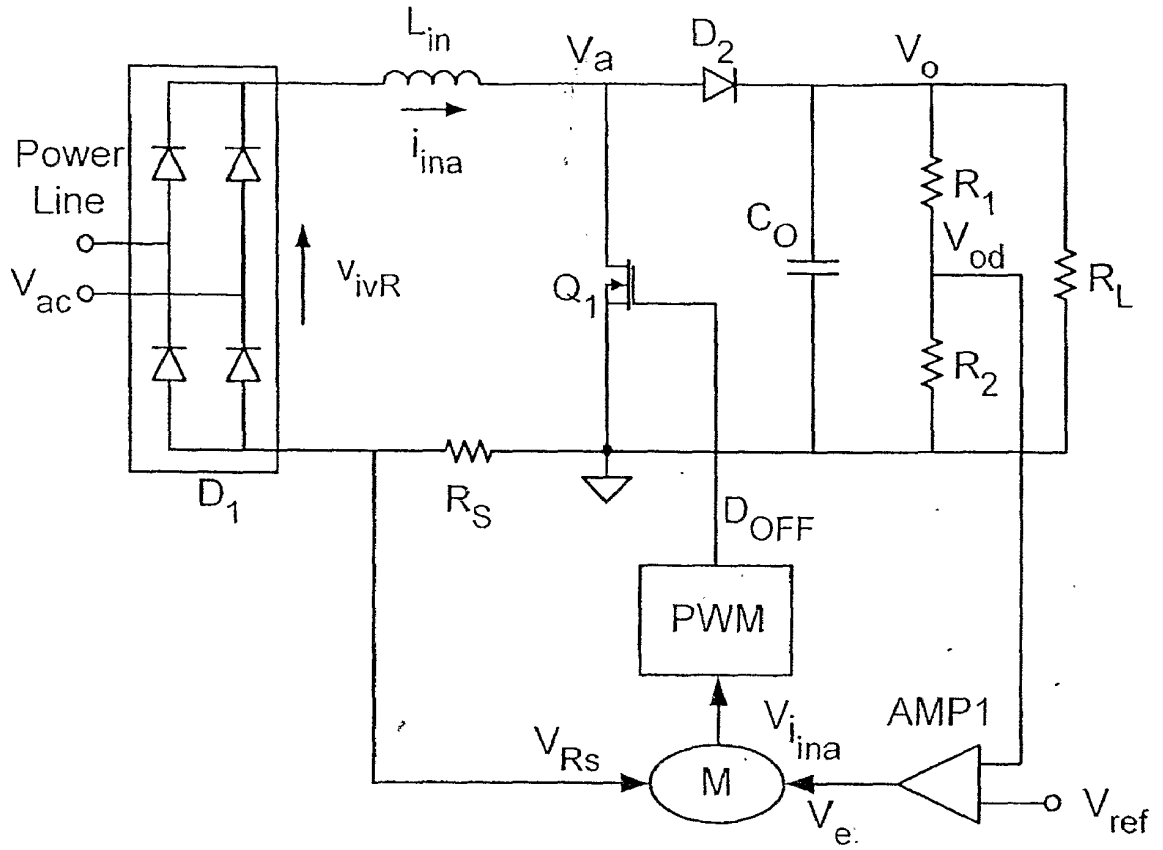 L_in
V_a
D_2
V_o
Power
Line
i_ina
R_1
C_O
V_od
V_ac
v_ivR
Q_1
R_L
R_2
D_1
R_S
D_OFF
PWM
V_i_ina
AMP1
V_Rs
M
V_e
V_ref